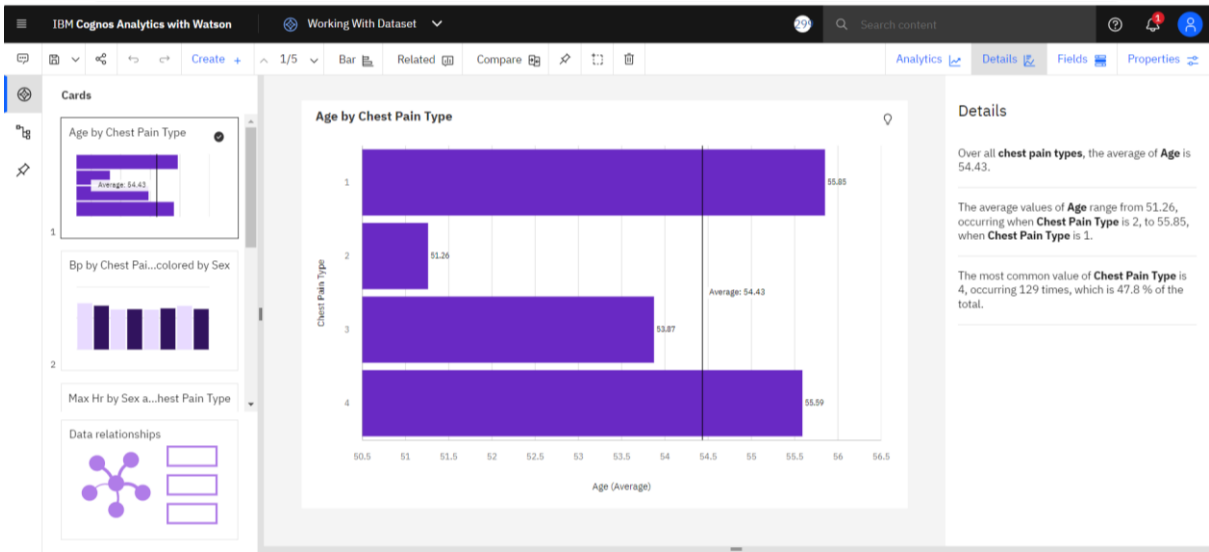 IBM Cognos Analytics with Watson
Working With Dataset
299
Search content
1
Create +
1/5
Bar
Related
Compare
Analytics
Details
Fields
Properties
Cards
Age by Chest Pain Type
Average: 54.43
1
Bp by Chest Pai...colored by Sex
2
Max Hr by Sex a...hest Pain Type
Data relationships
Age by Chest Pain Type
Chest Pain Type
1
55.85
2
51.26
Average: 54.43
3
53.87
4
55.59
50.5 51 51.5 52 52.5 53 53.5 54 54.5 55 55.5 56 56.5
Age (Average)
Details
Over all chest pain types, the average of Age is
54.43.
The average values of Age range from 51.26,
occurring when Chest Pain Type is 2, to 55.85,
when Chest Pain Type is 1.
The most common value of Chest Pain Type is
4, occurring 129 times, which is 47.8 % of the
total.